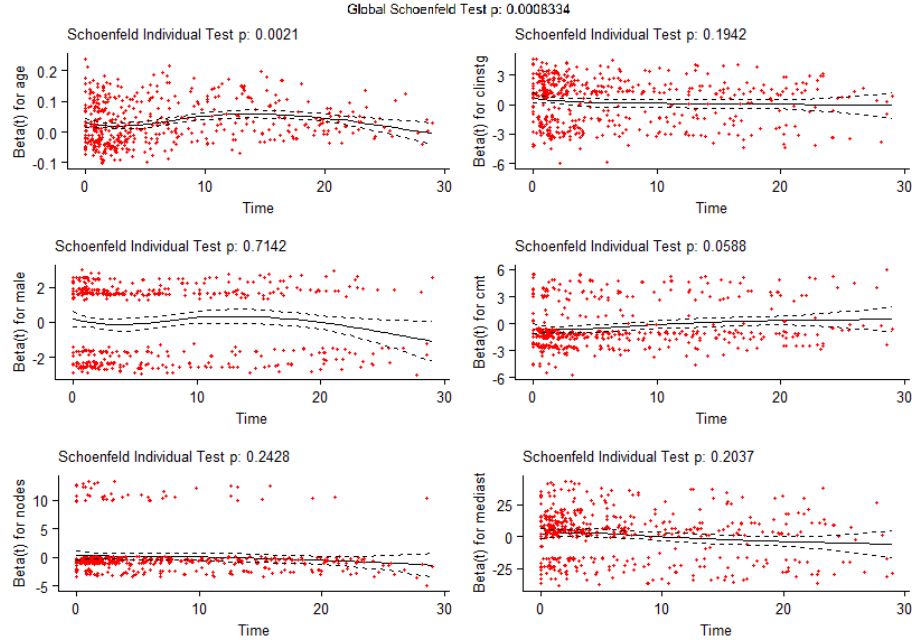 Global Schoenfeld Test p: 0.0008334
Schoenfeld Individual Test p: 0.0021
Beta(t) for age
0.2
0.1
0.0
-0.1
0 10 20 30
Time
Schoenfeld Individual Test p: 0.1942
Beta(t) for clinstg
3
0
-3
-6
0 10 20 30
Time
Schoenfeld Individual Test p: 0.7142
Beta(t) for male
2
0
-2
0 10 20 30
Time
Schoenfeld Individual Test p: 0.0588
Beta(t) for cmt
6
3
0
-3
-6
0 10 20 30
Time
Schoenfeld Individual Test p: 0.2428
Beta(t) for nodes
10
5
0
-5
0 10 20 30
Time
Schoenfeld Individual Test p: 0.2037
Beta(t) for mediast
25
0
-25
0 10 20 30
Time